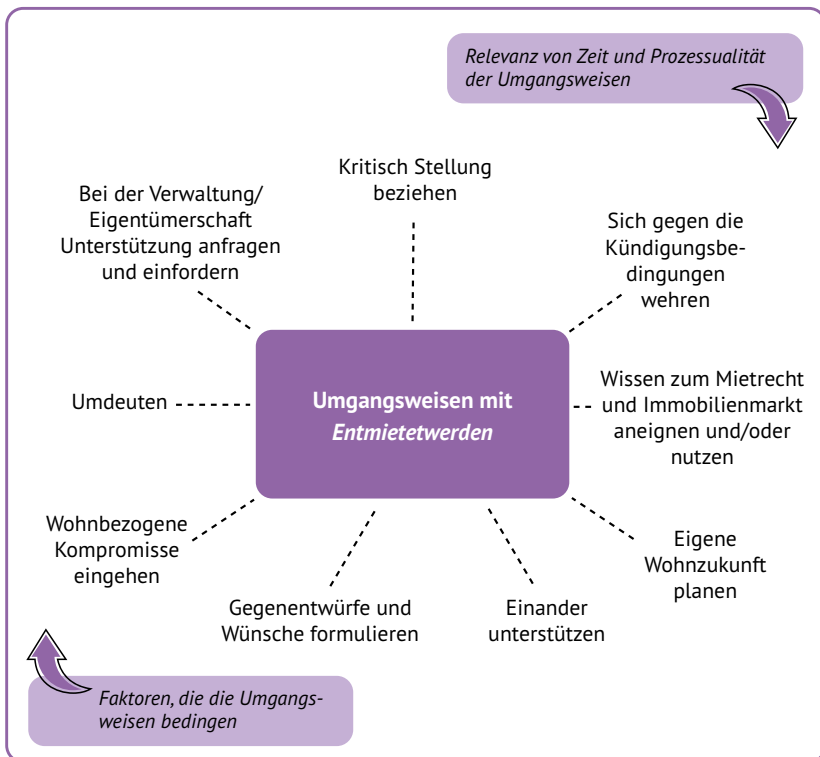 Relevanz von Zeit und Prozessualität
der Umgangsweisen
Kritisch Stellung
beziehen
Bei der Verwaltung/
Eigentümerschaft
Unterstützung anfragen
und einfordern
Sich gegen die
Kündigungsbe-
dingungen
wehren
Umdeuten
Umgangsweisen mit
Entmietetwerden
Wissen zum Mietrecht
und Immobilienmarkt
aneignen und/oder
nutzen
Wohnbezogene
Kompromisse
eingehen
Gegenentwürfe und
Wünsche formulieren
Einander
unterstützen
Eigene
Wohnzukunft
planen
Faktoren, die die Umgangs-
weisen bedingen